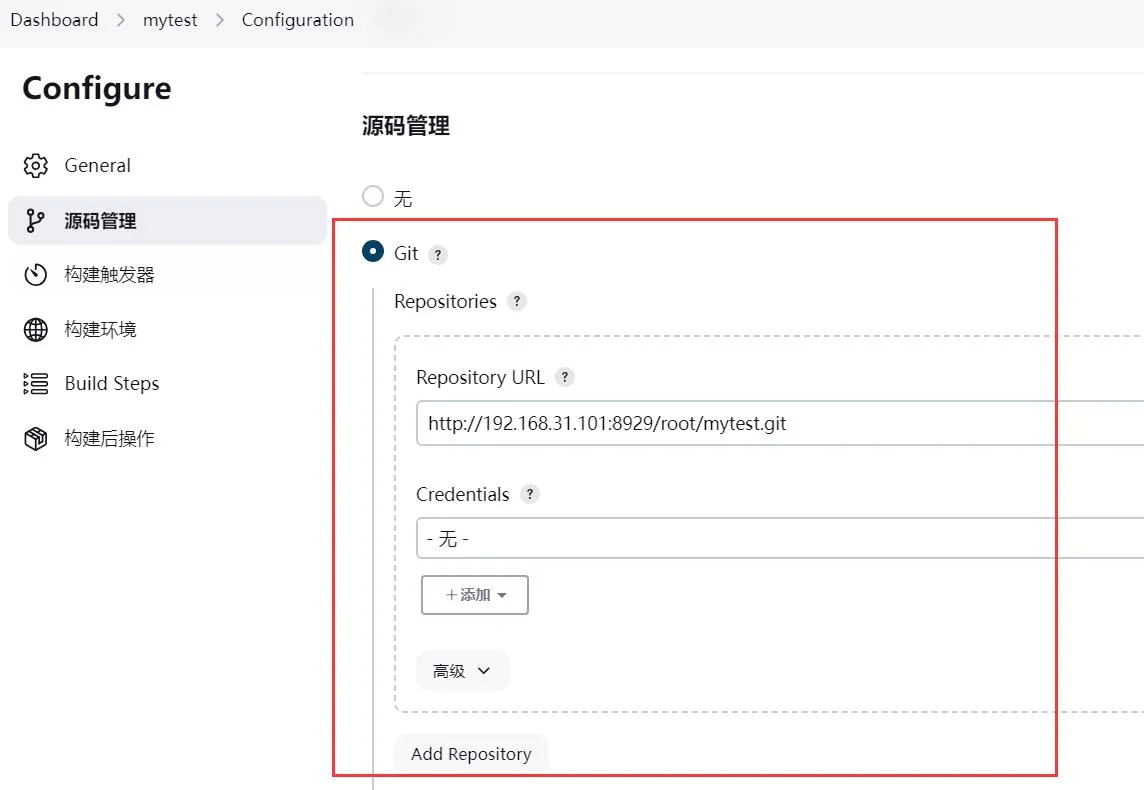 Dashboard > mytest > Configuration
Configure
General
源码管理
构建触发器
构建环境
Build Steps
构建后操作
源码管理
无
Git ?
Repositories ?
Repository URL ?
http://192.168.31.101:8929/root/mytest.git
Credentials ?
- 无 -
+添加
高级
Add Repository